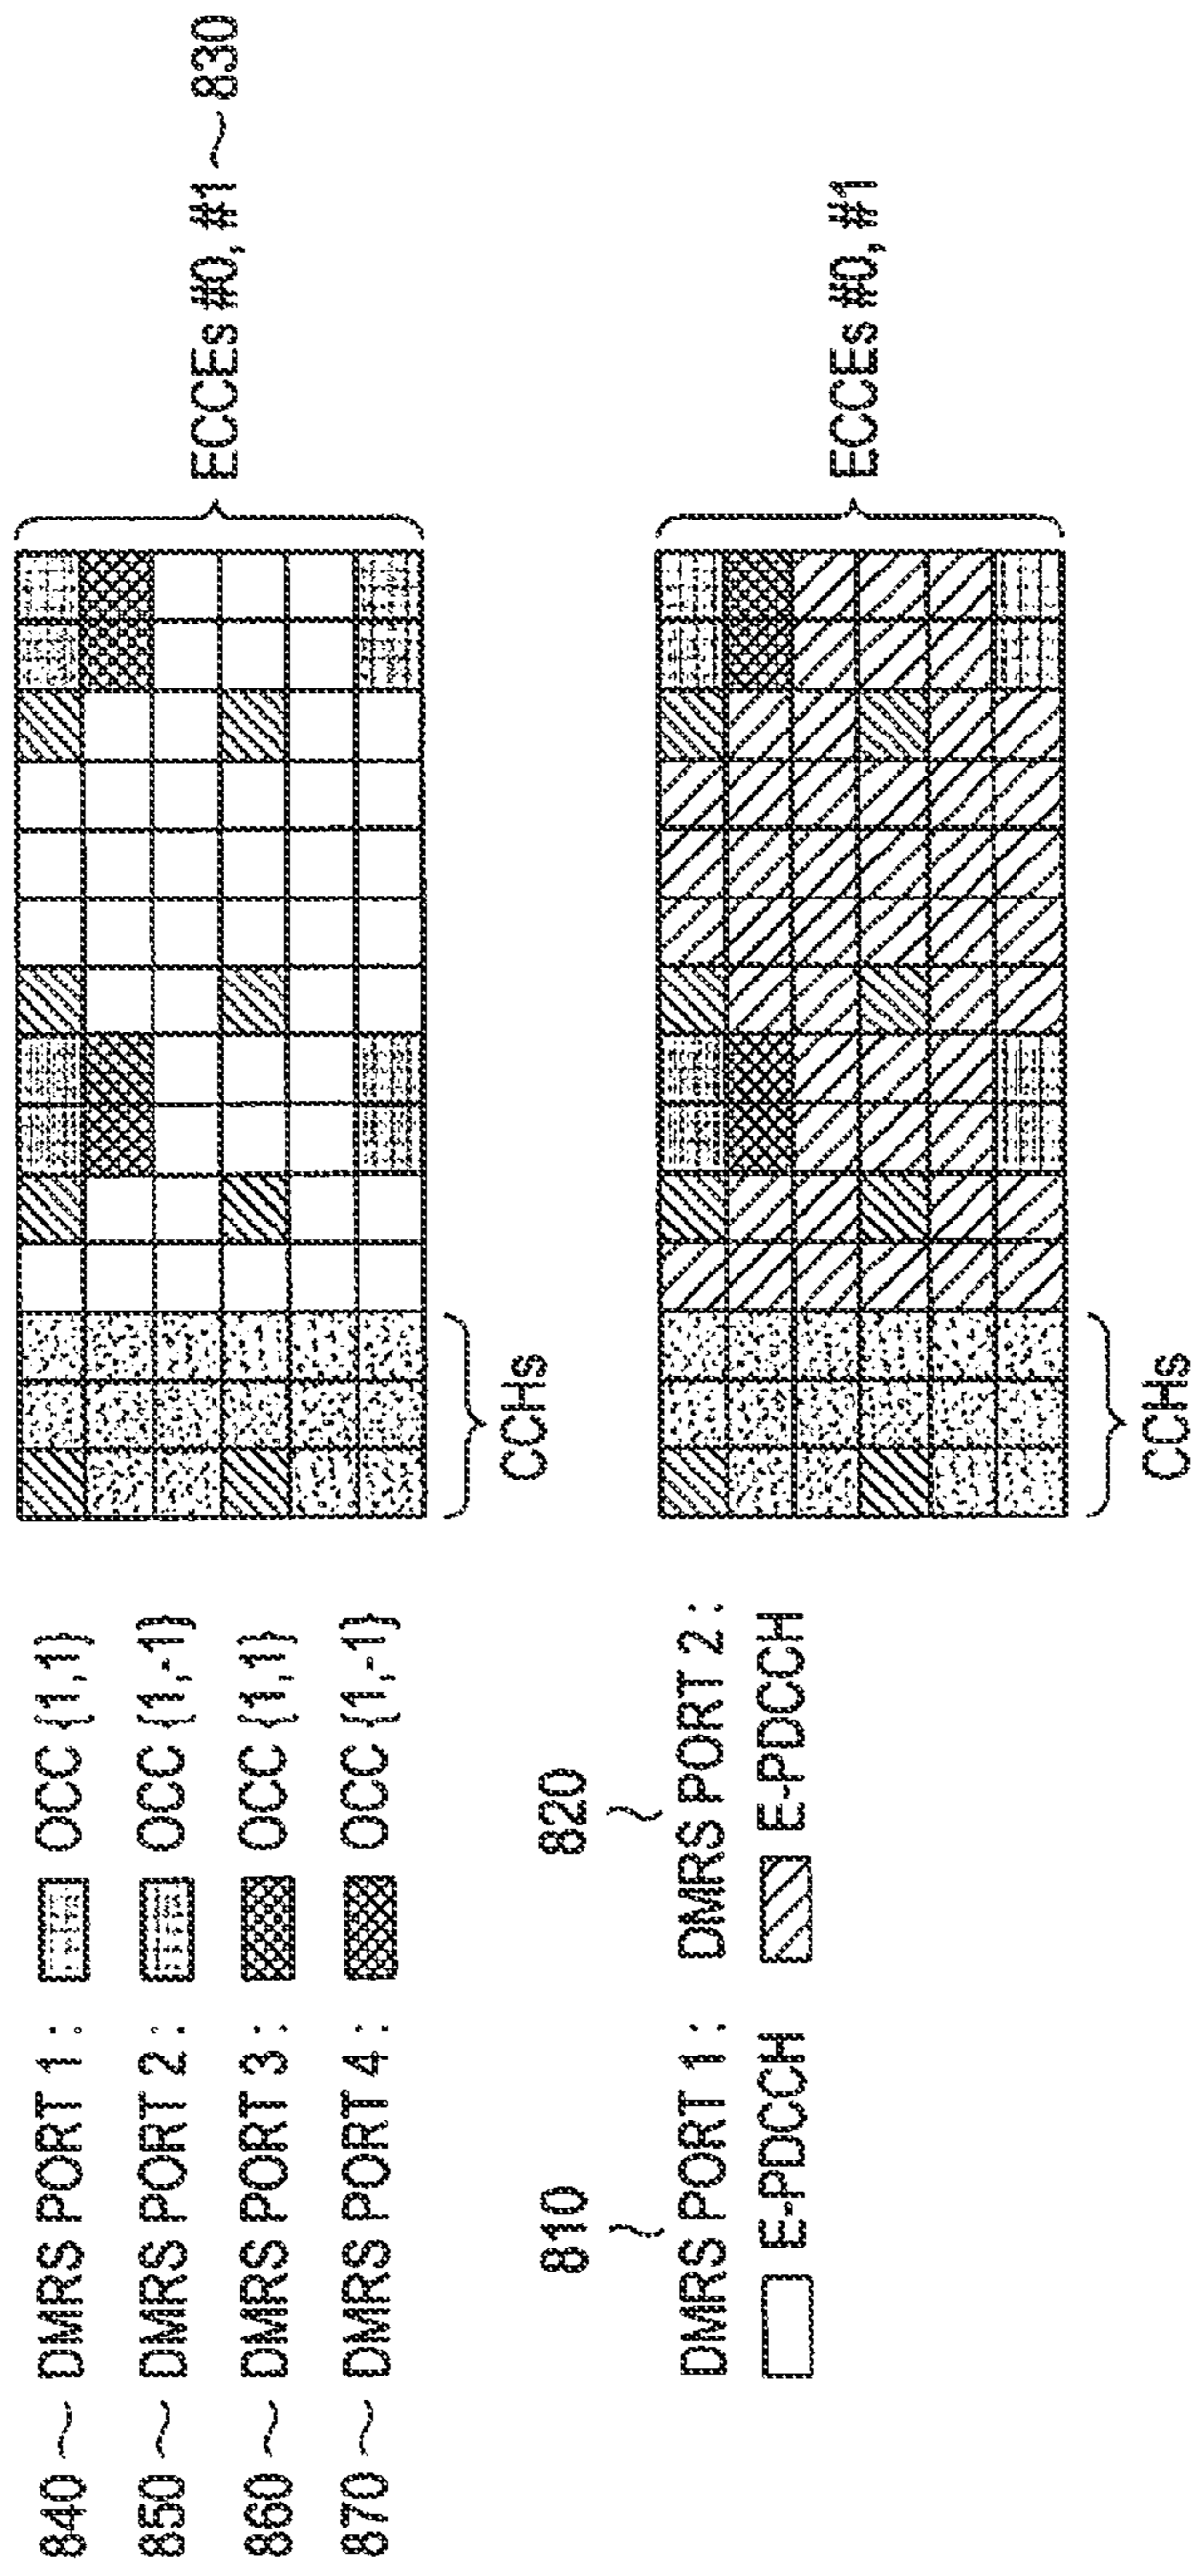 840 ~ DMRS PORT 1 : OCC {1,1}
850 ~ DMRS PORT 2 : OCC {1,-1}
860 ~ DMRS PORT 3 : OCC {1,1}
870 ~ DMRS PORT 4 : OCC {1,-1}
810
820
DMRS PORT 1 :
E-PDCCH
DMRS PORT 2 :
E-PDCCH
ECCEs #0, #1 ~ 830
CCHs
ECCEs #0, #1
CCHs